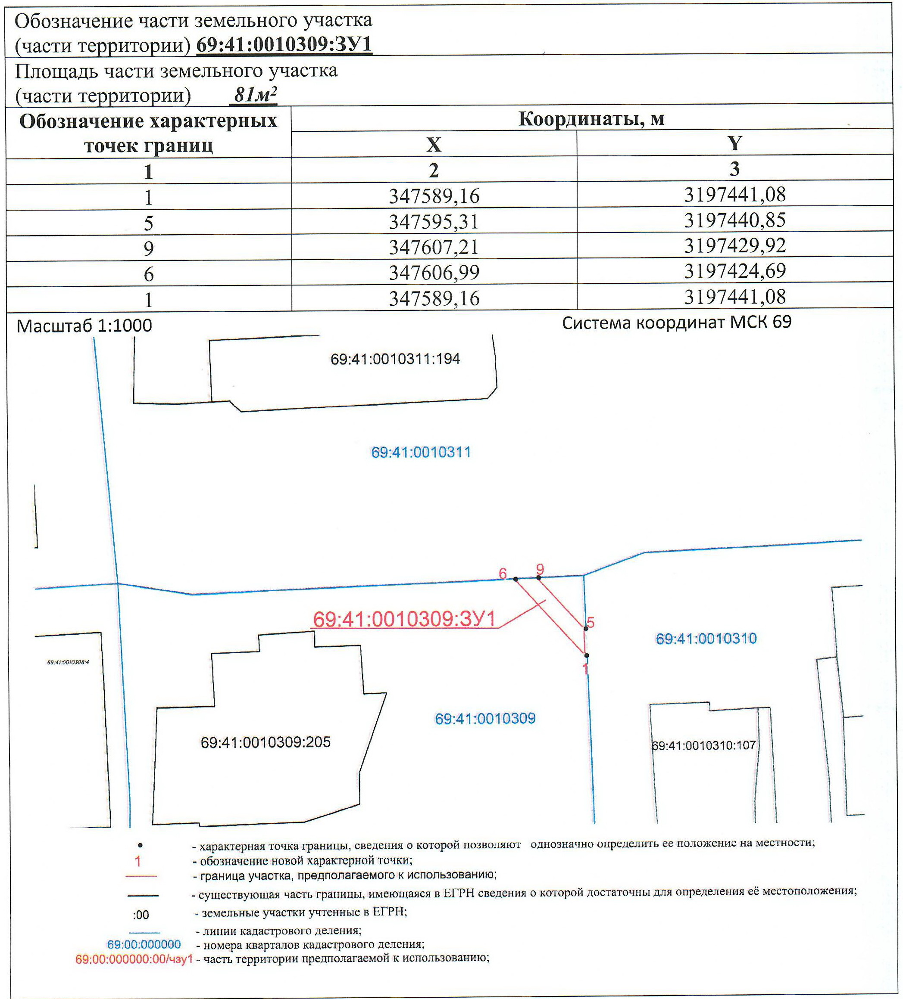 Обозначение части земельного участка
(части территории) 69:41:0010309:ЗУ1
Площадь части земельного участка
(части территории) 81м²
Обозначение характерных точек границ
Координаты, м
X
Y
1
2
3
1 347589,16 3197441,08
5 347595,31 3197440,85
9 347607,21 3197429,92
6 347606,99 3197424,69
1 347589,16 3197441,08
Масштаб 1:1000
Система координат МСК 69
69:41:0010311:194
69:41:0010311
6
9
69:41:0010309:ЗУ1
5
69:41:0010310
69:41:0010308:4
1
69:41:0010309
69:41:0010309:205
69:41:0010310:107
- характерная точка границы, сведения о которой позволяют однозначно определить ее положение на местности;
1 - обозначение новой характерной точки;
- граница участка, предполагаемого к использованию;
- существующая часть границы, имеющаяся в ЕГРН сведения о которой достаточны для определения её местоположения;
:00 - земельные участки учтенные в ЕГРН;
- линии кадастрового деления;
69:00:000000 - номера кварталов кадастрового деления;
69:00:000000:00/чзу1 - часть территории предполагаемой к использованию;